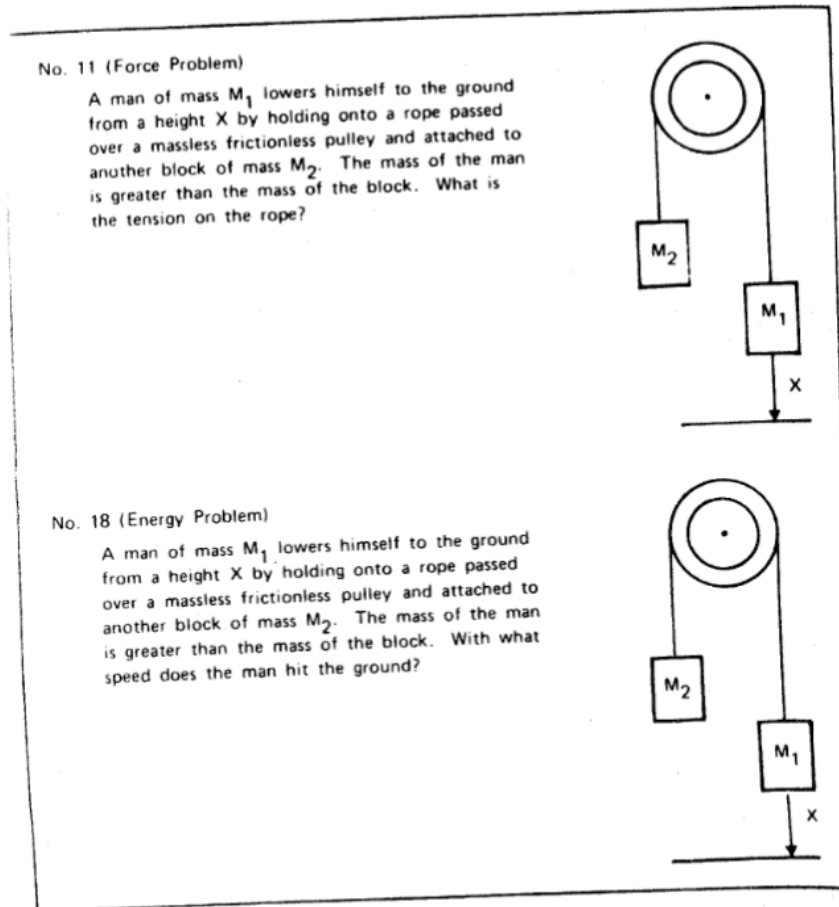 No. 11 (Force Problem)
A man of mass M₁ lowers himself to the ground
from a height X by holding onto a rope passed
over a massless frictionless pulley and attached to
another block of mass M₂. The mass of the man
is greater than the mass of the block. What is
the tension on the rope?
M₂
M₁
X
No. 18 (Energy Problem)
A man of mass M₁ lowers himself to the ground
from a height X by holding onto a rope passed
over a massless frictionless pulley and attached to
another block of mass M₂. The mass of the man
is greater than the mass of the block. With what
speed does the man hit the ground?
M₂
M₁
X